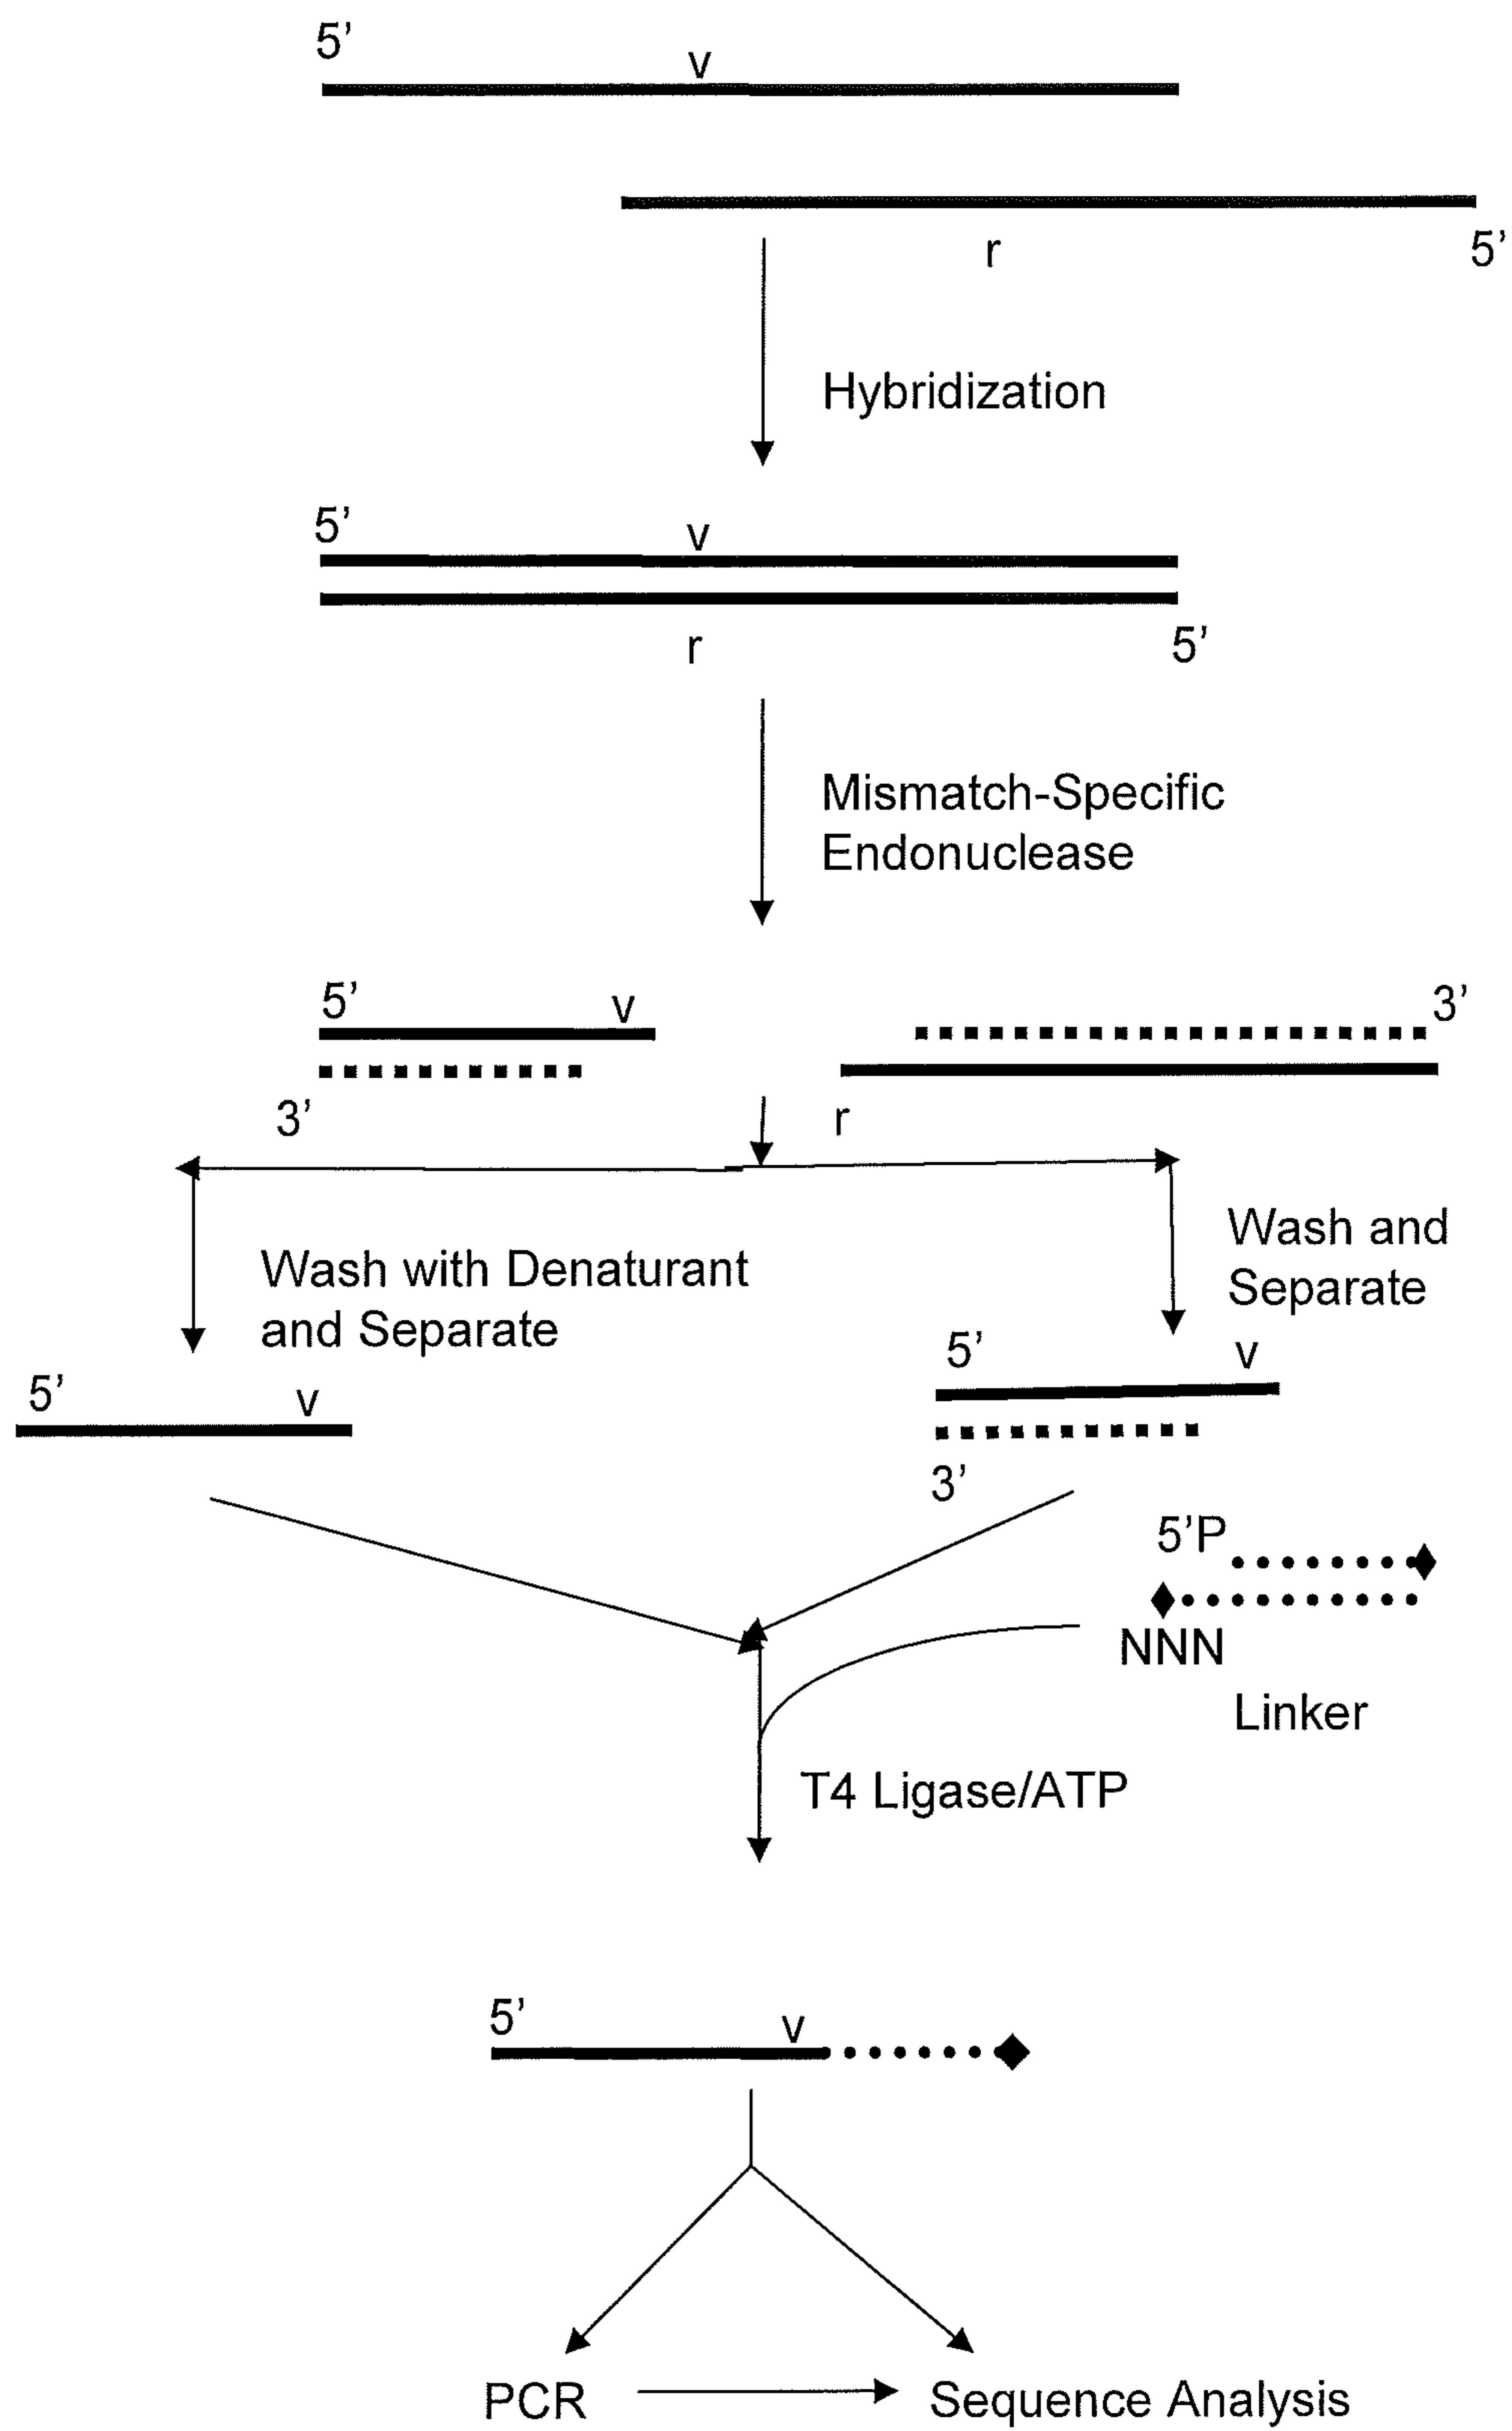 5'
v
r
5'
Hybridization
5'
v
r
5'
Mismatch-Specific
Endonuclease
5'
v
3'
3'
r
Wash with Denaturant
and Separate
Wash and
Separate
5'
v
5'
v
3'
5'P
NNN
Linker
T4 Ligase/ATP
5'
v
PCR
Sequence Analysis